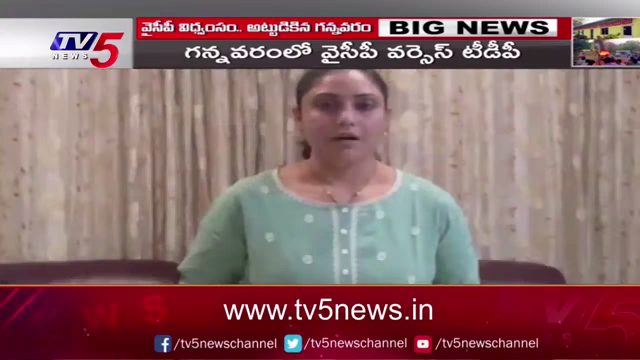 TV5
NEWS
వైసీపీ విధ్వంసం.. అట్టుడికిన గన్నవరం
BIG NEWS
గన్నవరంలో వైసీపీ వర్సెస్ టీడీపీ
www.tv5news.in
/tv5newschannel
/tv5newschannel
/tv5newschannel